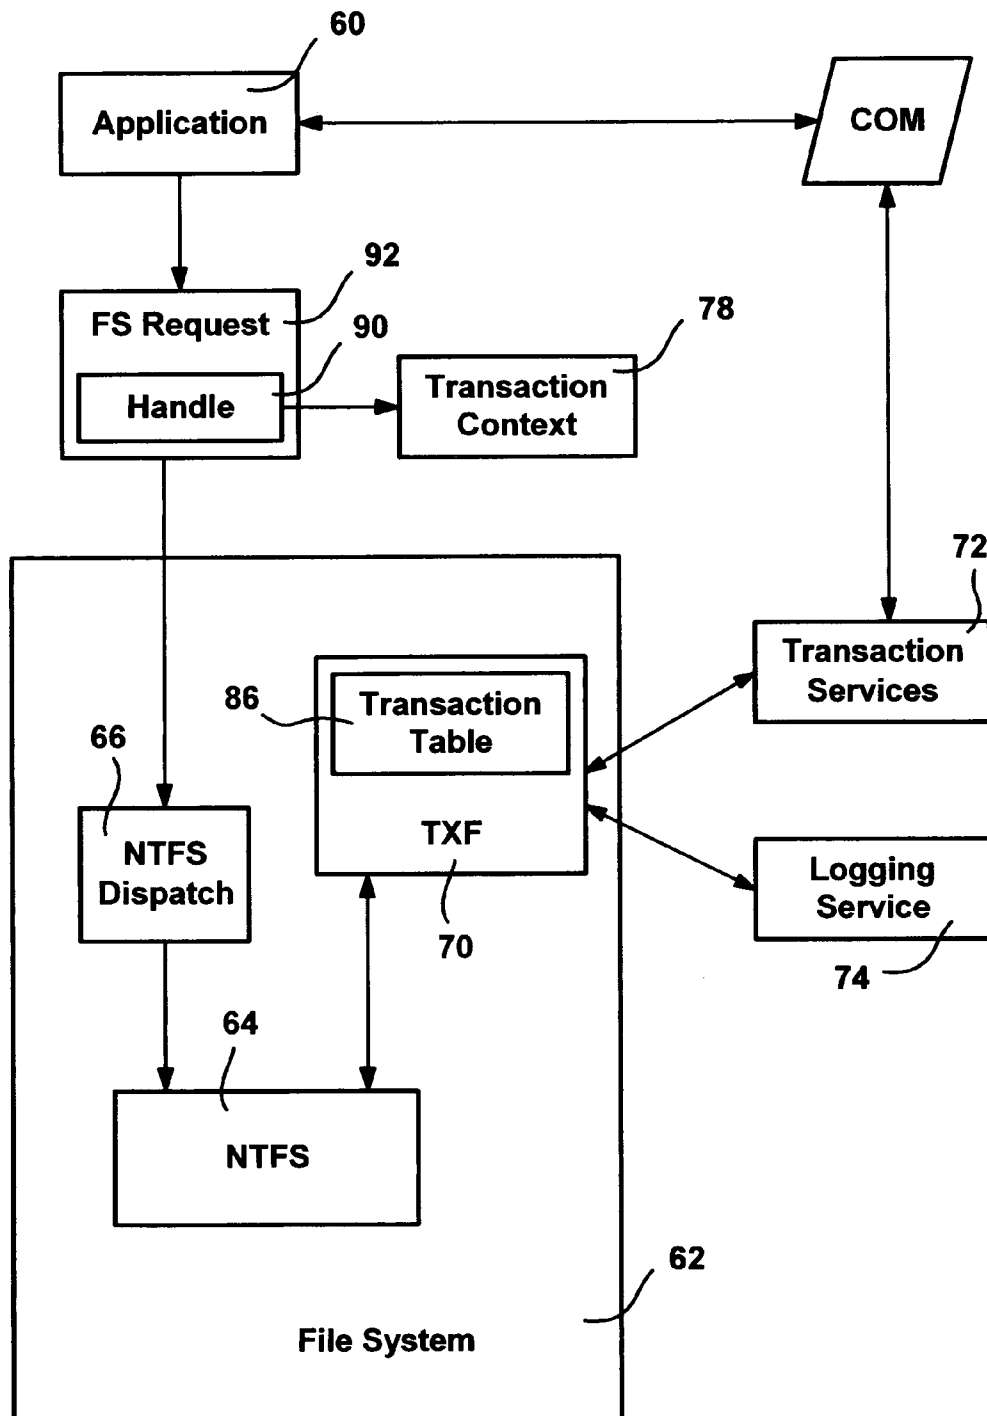 60
Application
COM
92
FS Request
90
Handle
78
Transaction
Context
72
Transaction
Services
86
Transaction
Table
66
NTFS
Dispatch
TXF
70
Logging
Service
74
64
NTFS
62
File System